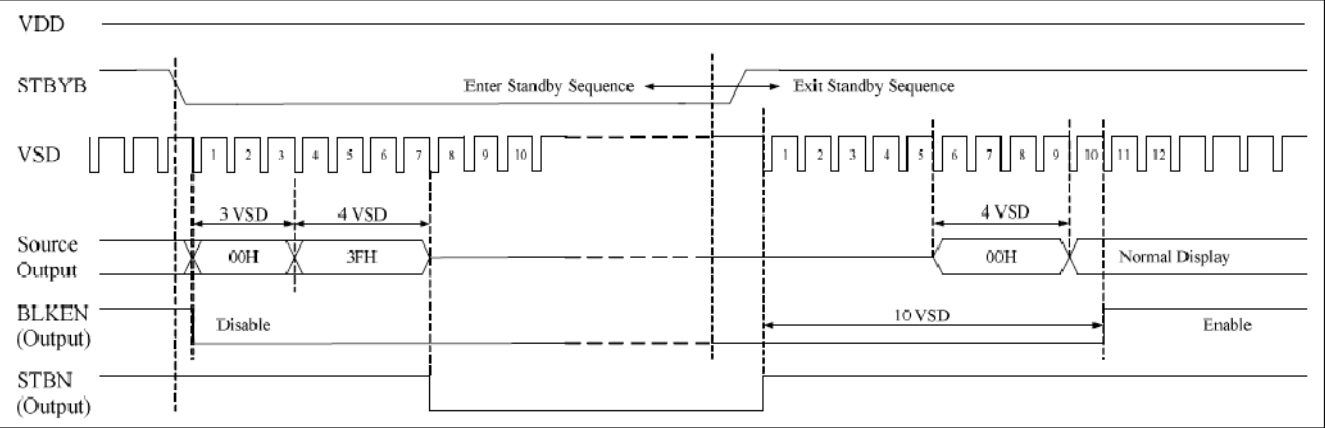 VDD
STBYB
Enter Standby Sequence
Exit Standby Sequence
VSD
1 2 3 4 5 6 7 8 9 10
1 2 3 4 5 6 7 8 9 10 11 12
3 VSD
4 VSD
4 VSD
Source
Output
00H
3FH
00H
Normal Display
BLKEN
(Output)
Disable
10 VSD
Enable
STBN
(Output)